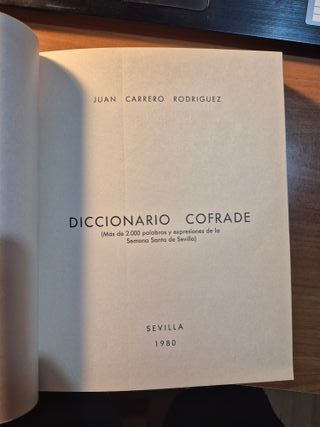 JUAN CARRERO RODRIGUEZ
DICCIONARIO COFRADE
(Más de 2.000 palabras y expresiones de la
Semana Santa de Sevilla)
SEVILLA
1980